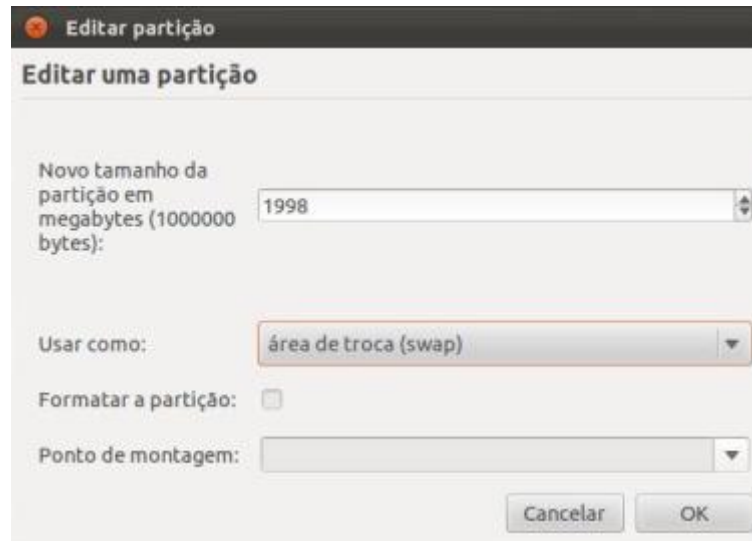 Editar partição
Editar uma partição
Novo tamanho da
partição em
megabytes (1000000
bytes):
1998
Usar como:
área de troca (swap)
Formatar a partição:
Ponto de montagem:
Cancelar
OK